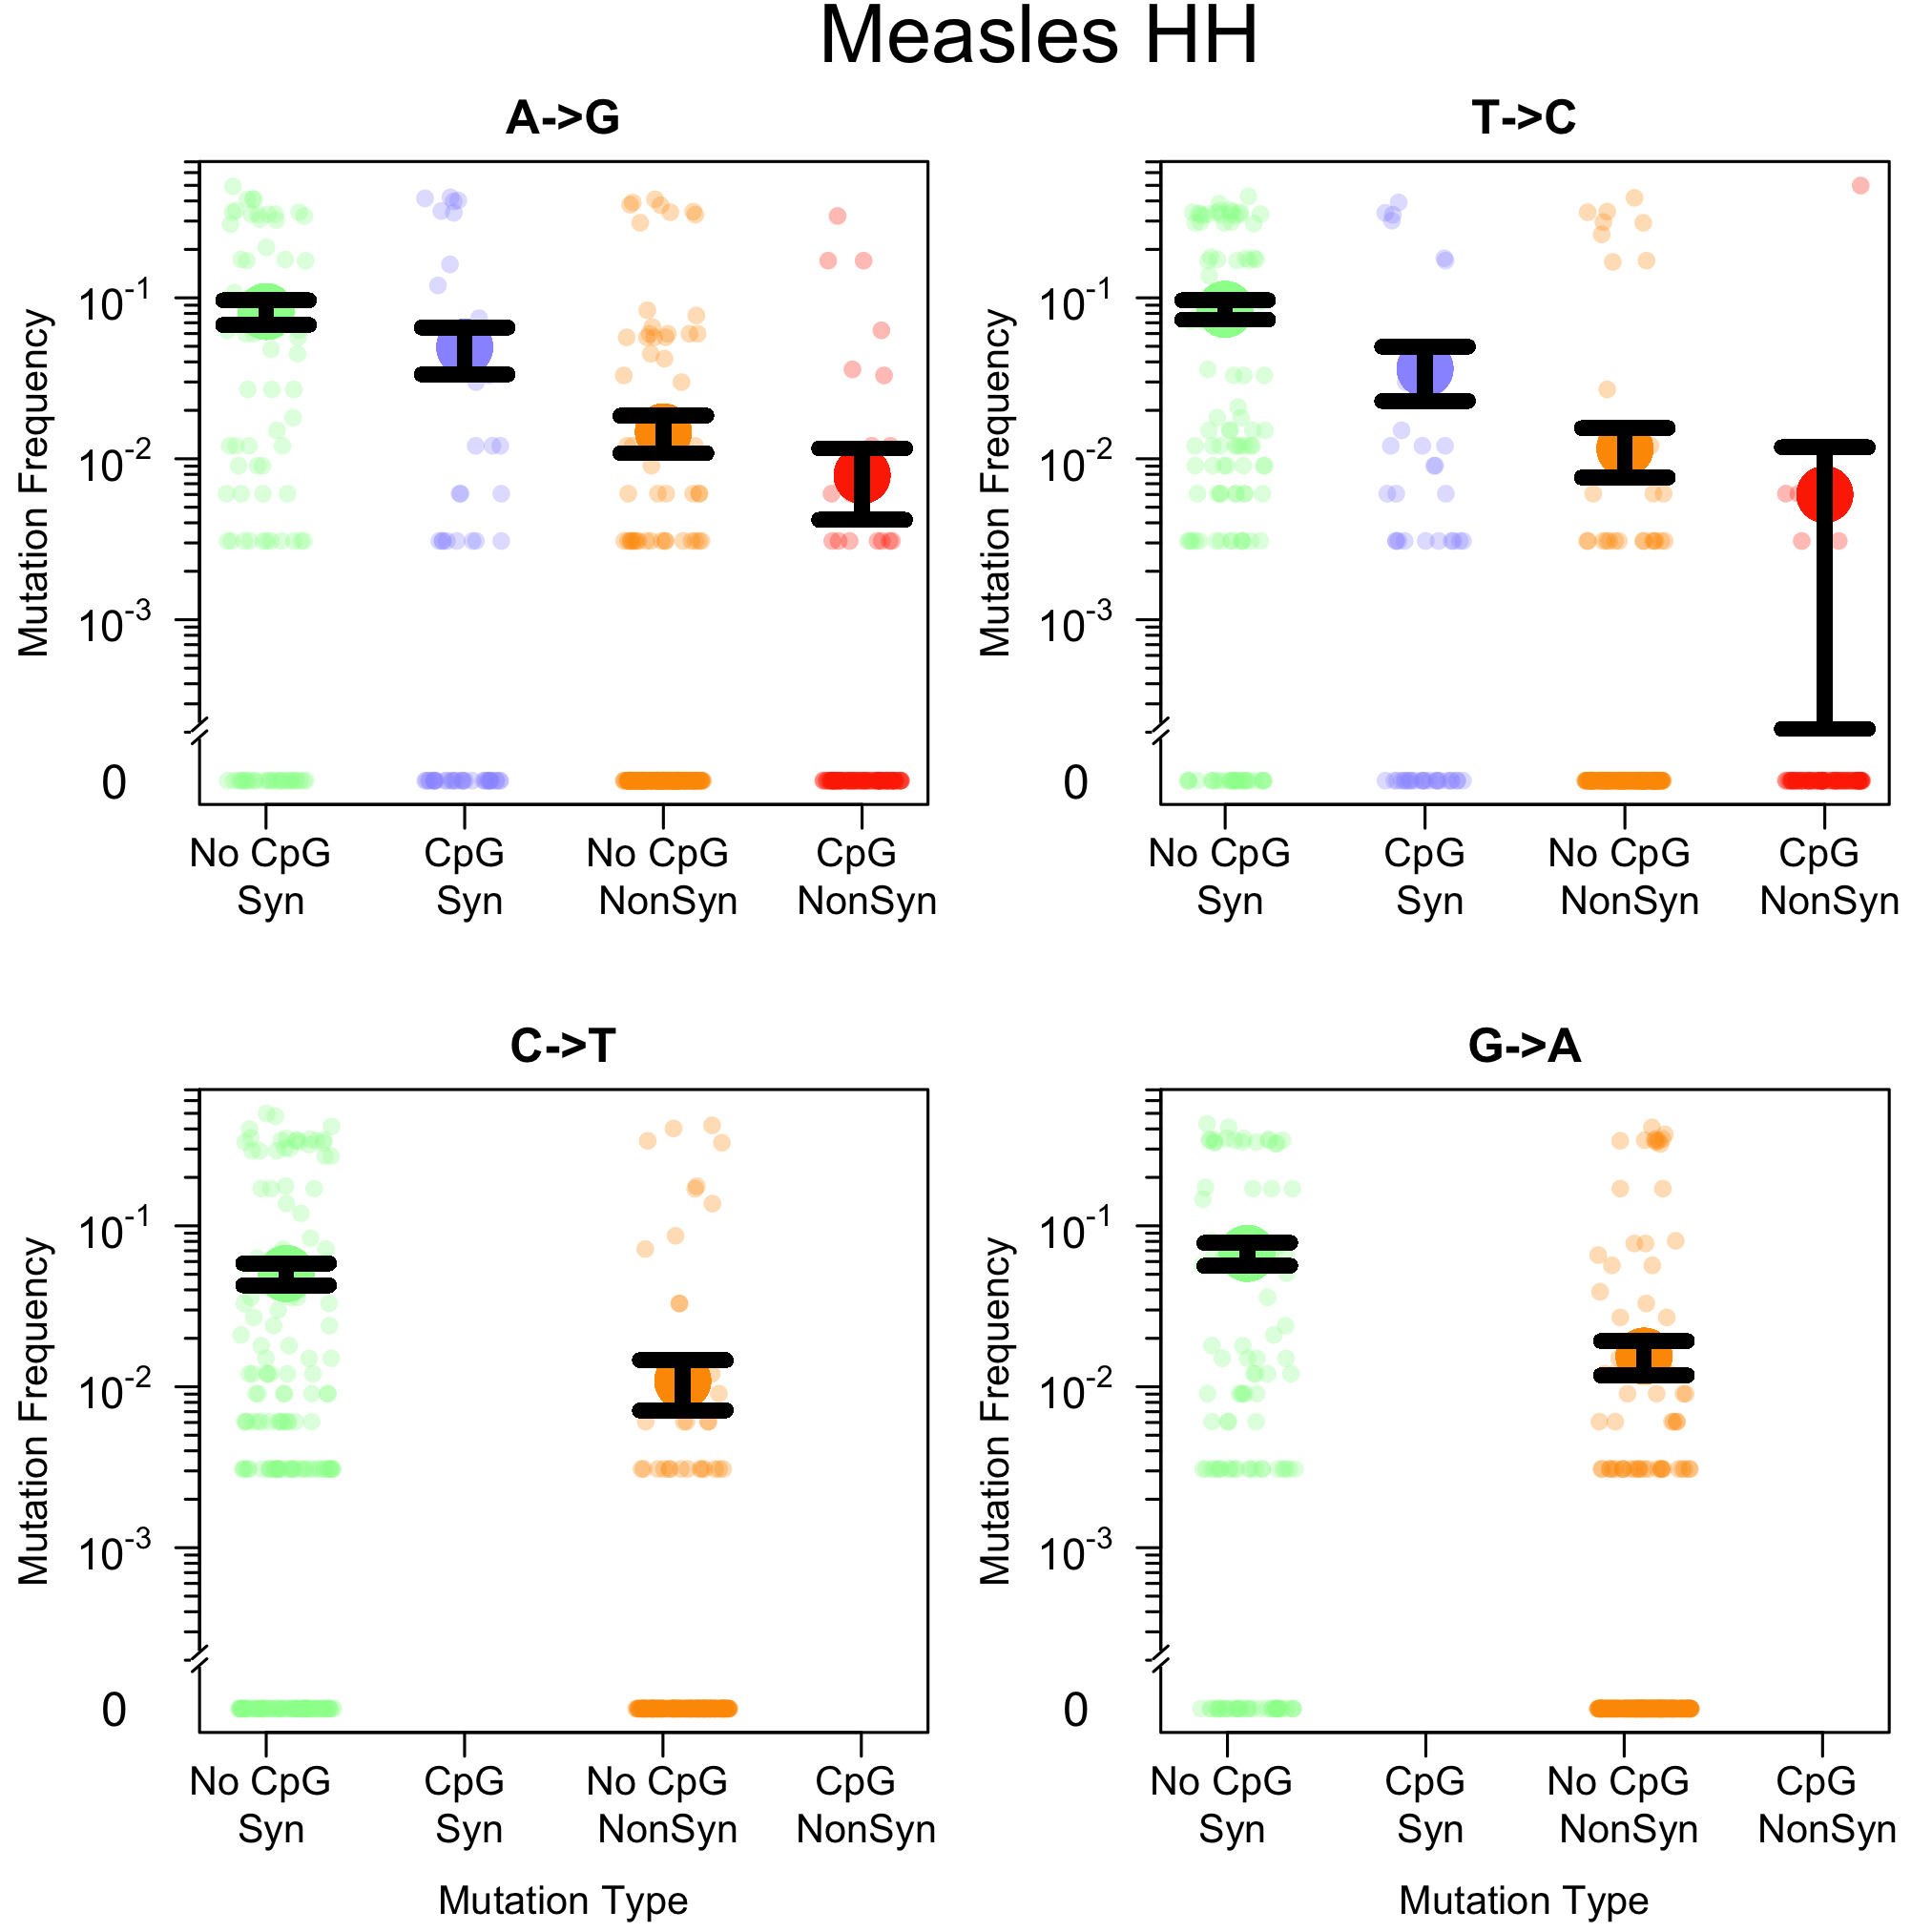 Measles HH
A->G
Mutation Frequency
10-1
10-2
10-3
0
No CpG CpG No CpG CpG
Syn Syn NonSyn NonSyn
T->C
Mutation Frequency
10-1
10-2
10-3
0
No CpG CpG No CpG CpG
Syn Syn NonSyn NonSyn
C->T
Mutation Frequency
10-1
10-2
10-3
0
No CpG CpG No CpG CpG
Syn Syn NonSyn NonSyn
Mutation Type
G->A
Mutation Frequency
10-1
10-2
10-3
0
No CpG CpG No CpG CpG
Syn Syn NonSyn NonSyn
Mutation Type